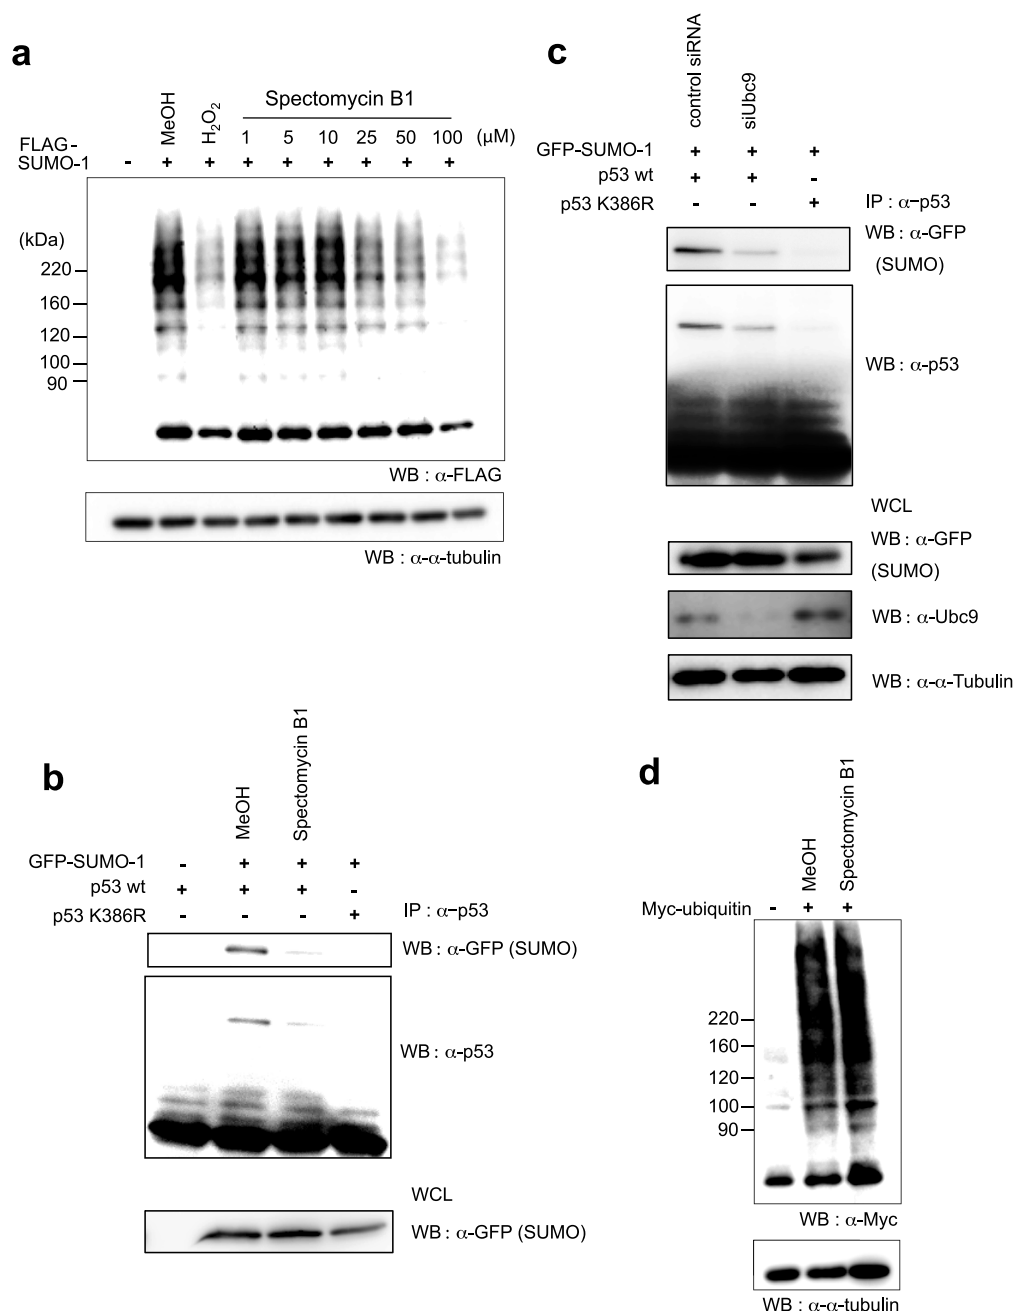 a
MeOH
H2O2
Spectomycin B1
1 5 10 25 50 100 (μM)
FLAG-
SUMO-1 - + + + + + + + +
(kDa)
220
160
120
100
90
WB : α-FLAG
WB : α-α-tubulin
c
control siRNA
siUbc9
GFP-SUMO-1 + + +
p53 wt + + -
p53 K386R - - +
IP : α-p53
WB : α-GFP
(SUMO)
WB : α-p53
WCL
WB : α-GFP
(SUMO)
WB : α-Ubc9
WB : α-α-Tubulin
b
MeOH
Spectomycin B1
GFP-SUMO-1 - + + +
p53 wt + + + -
p53 K386R - - - +
IP : α-p53
WB : α-GFP (SUMO)
WB : α-p53
WCL
WB : α-GFP (SUMO)
d
MeOH
Spectomycin B1
Myc-ubiquitin - + +
220
160
120
100
90
WB : α-Myc
WB : α-α-tubulin